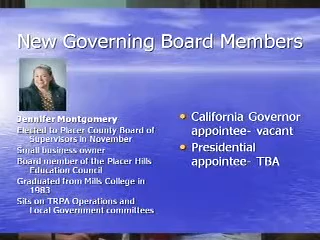 New Governing Board Members
Jennifer Montgomery
Elected to Placer County Board of
Supervisors in November
Small business owner
Board member of the Placer Hills
Education Council
Graduated from Mills College in
1983
Sits on TRPA Operations and
Local Government committees
• California Governor
appointee- vacant
• Presidential
appointee- TBA